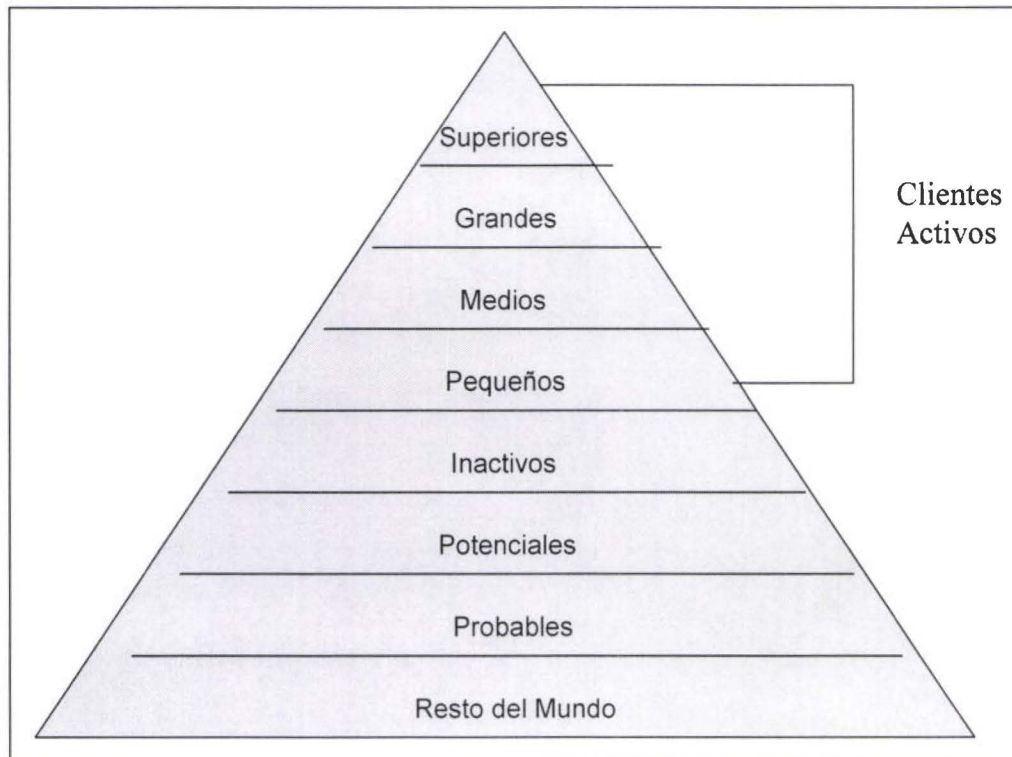 Superiores
Grandes
Medios
Pequeños
Inactivos
Potenciales
Probables
Resto del Mundo
Clientes
Activos